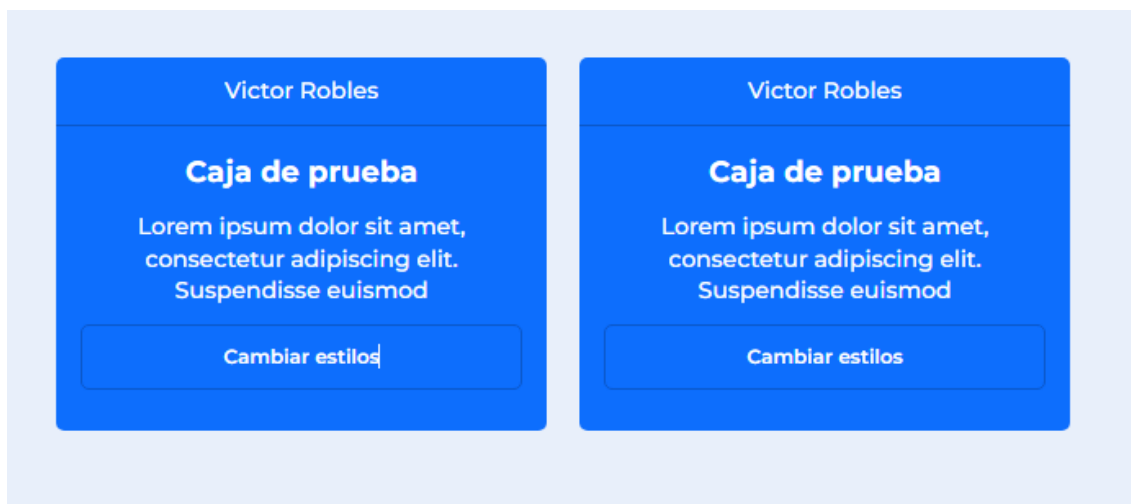 Victor Robles
Caja de prueba
Lorem ipsum dolor sit amet,
consectetur adipiscing elit.
Suspendisse euismod
Cambiar estilos
Victor Robles
Caja de prueba
Lorem ipsum dolor sit amet,
consectetur adipiscing elit.
Suspendisse euismod
Cambiar estilos